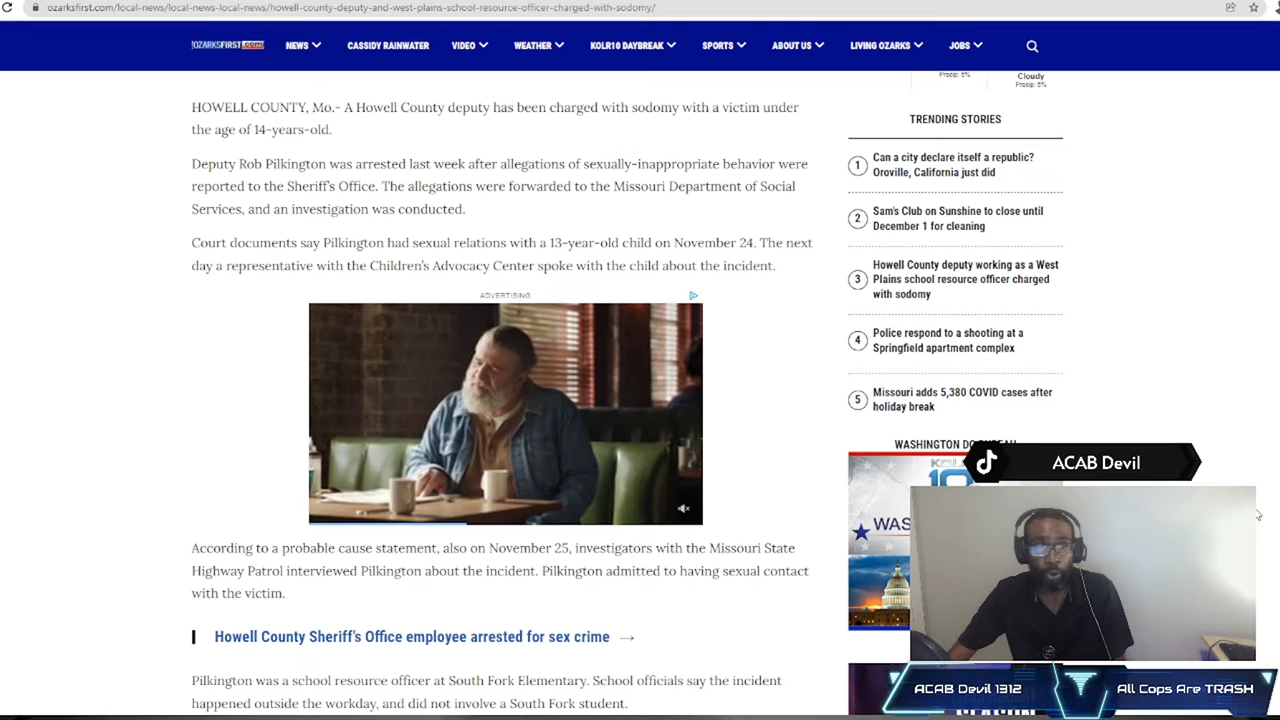 ozarksfirst.com/local-news/local-news-local-news/howell-county-deputy-and-west-plains-school-resource-officer-charged-with-sodomy/
OZARKSFIRST.com NEWS CASSIDY RAINWATER VIDEO WEATHER KOLR10 DAYBREAK SPORTS ABOUT US LIVING OZARKS JOBS
HOWELL COUNTY, Mo.- A Howell County deputy has been charged with sodomy with a victim under
the age of 14-years-old.
Deputy Rob Pilkington was arrested last week after allegations of sexually-inappropriate behavior were
reported to the Sheriff's Office. The allegations were forwarded to the Missouri Department of Social
Services, and an investigation was conducted.
Court documents say Pilkington had sexual relations with a 13-year-old child on November 24. The next
day a representative with the Children's Advocacy Center spoke with the child about the incident.
ADVERTISING
According to a probable cause statement, also on November 25, investigators with the Missouri State
Highway Patrol interviewed Pilkington about the incident. Pilkington admitted to having sexual contact
with the victim.
Howell County Sheriff's Office employee arrested for sex crime →
Pilkington was a school resource officer at South Fork Elementary. School officials say the incident
happened outside the workday, and did not involve a South Fork student.
Precip: 6%
Cloudy
Precip: 6%
TRENDING STORIES
1 Can a city declare itself a republic?
Oroville, California just did
2 Sam's Club on Sunshine to close until
December 1 for cleaning
3 Howell County deputy working as a West
Plains school resource officer charged
with sodomy
4 Police respond to a shooting at a
Springfield apartment complex
5 Missouri adds 5,380 COVID cases after
holiday break
WASHINGTON DC
10
WAS
ACAB Devil
ACAB Devil 1312
All Cops Are TRASH